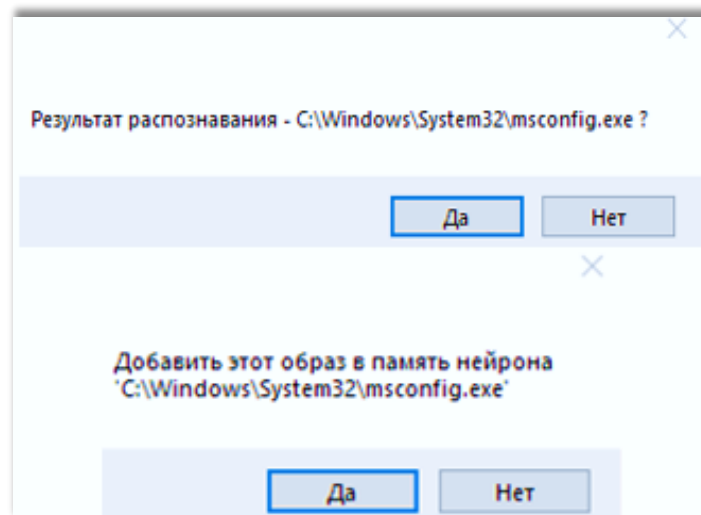 Результат распознавания - C:\Windows\System32\msconfig.exe ?
Да Нет
Добавить этот образ в память нейрона
'C:\Windows\System32\msconfig.exe'
Да Нет